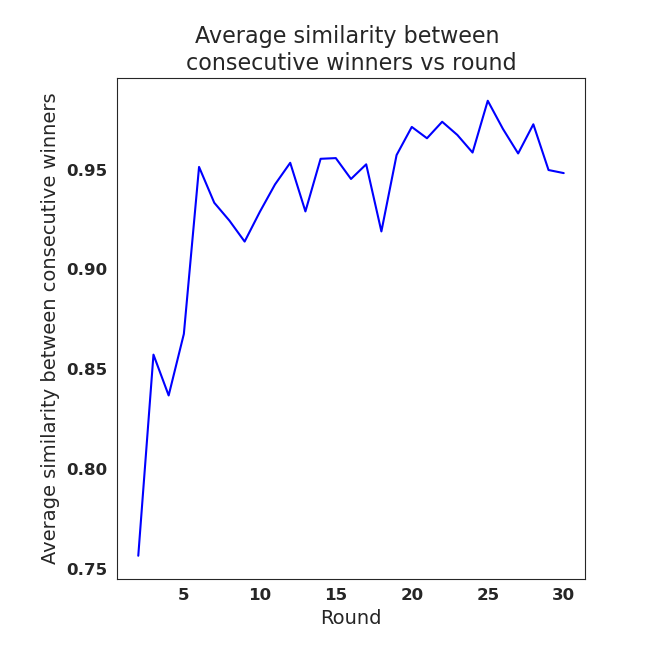 Average similarity between
consecutive winners vs round
Average similarity between consecutive winners
0.95
0.90
0.85
0.80
0.75
5 10 15 20 25 30
Round